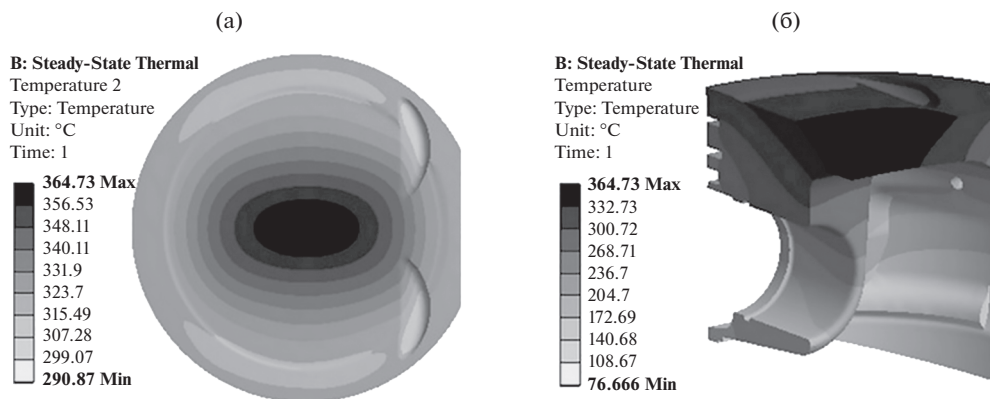 (а)
B: Steady-State Thermal
Temperature 2
Type: Temperature
Unit: °C
Time: 1
364.73 Max
356.53
348.11
340.11
331.9
323.7
315.49
307.28
299.07
290.87 Min
(б)
B: Steady-State Thermal
Temperature
Type: Temperature
Unit: °C
Time: 1
364.73 Max
332.73
300.72
268.71
236.7
204.7
172.69
140.68
108.67
76.666 Min